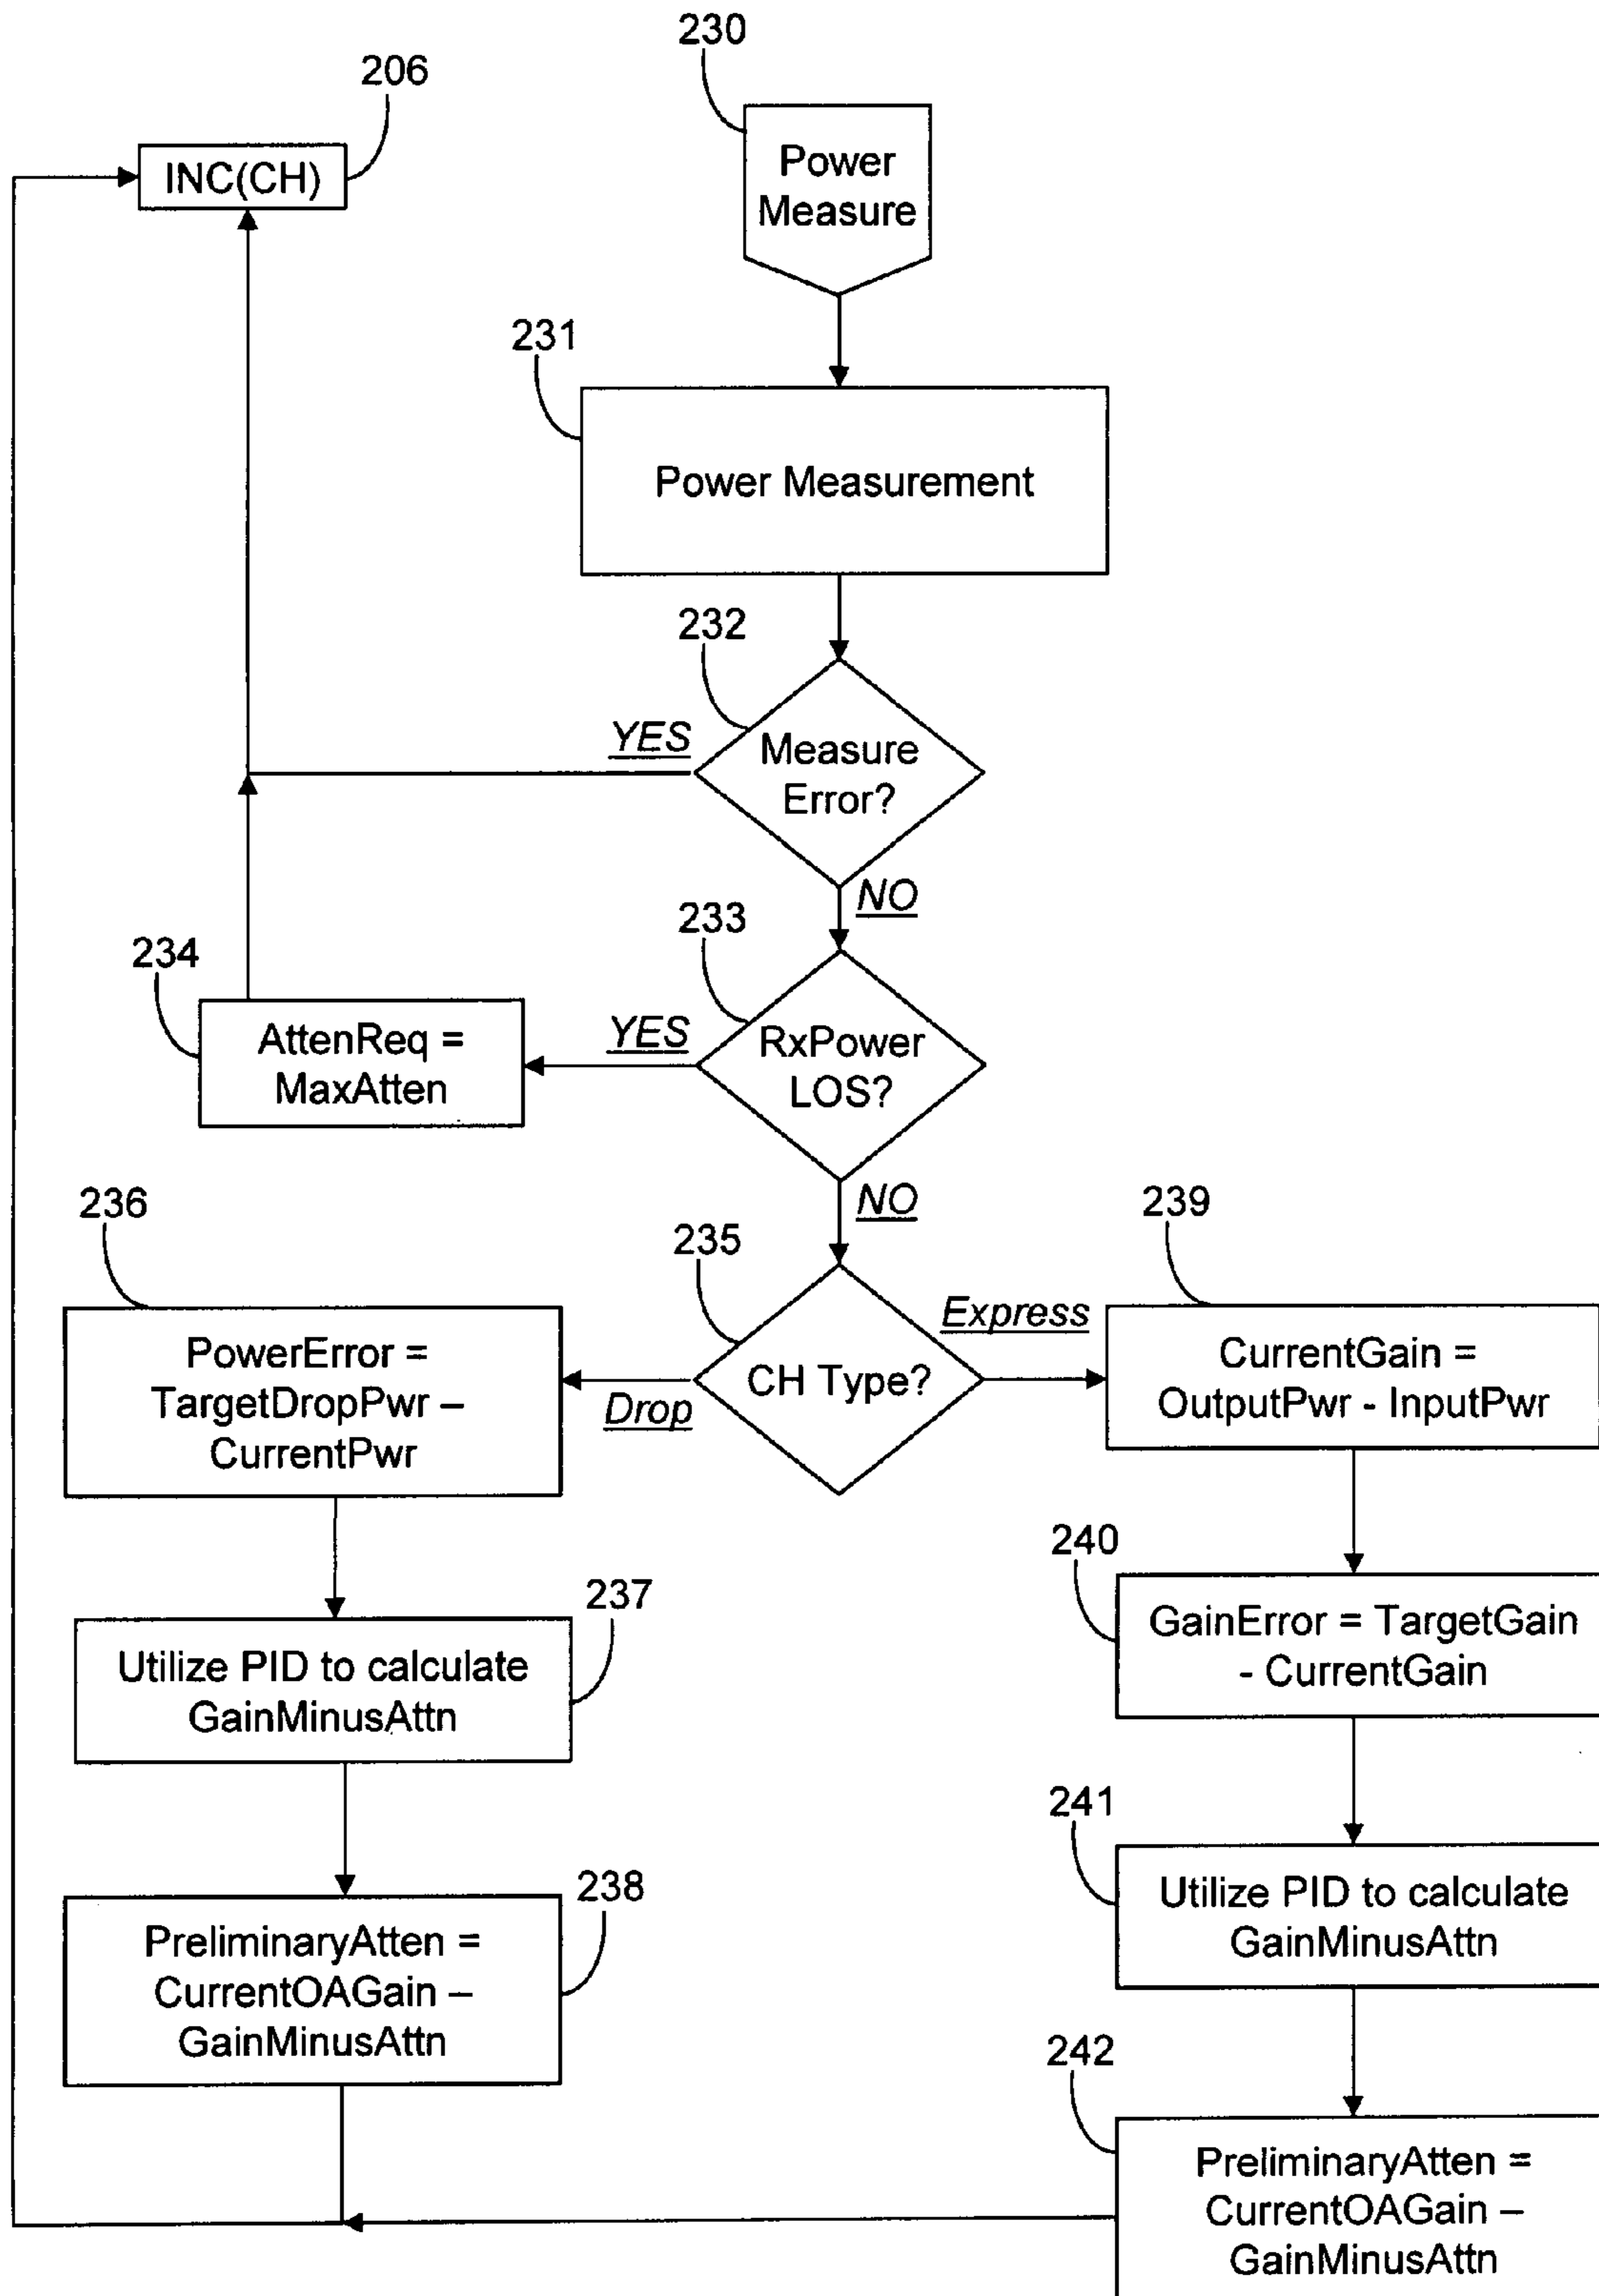 230
206
INC(CH)
Power
Measure
231
Power Measurement
232
YES
Measure
Error?
NO
233
234
AttenReq =
MaxAtten
YES
RxPower
LOS?
NO
236
235
239
PowerError =
TargetDropPwr –
CurrentPwr
Drop
CH Type?
Express
CurrentGain =
OutputPwr - InputPwr
240
GainError = TargetGain
- CurrentGain
237
Utilize PID to calculate
GainMinusAttn
241
Utilize PID to calculate
GainMinusAttn
238
PreliminaryAtten =
CurrentOAGain –
GainMinusAttn
242
PreliminaryAtten =
CurrentOAGain –
GainMinusAttn